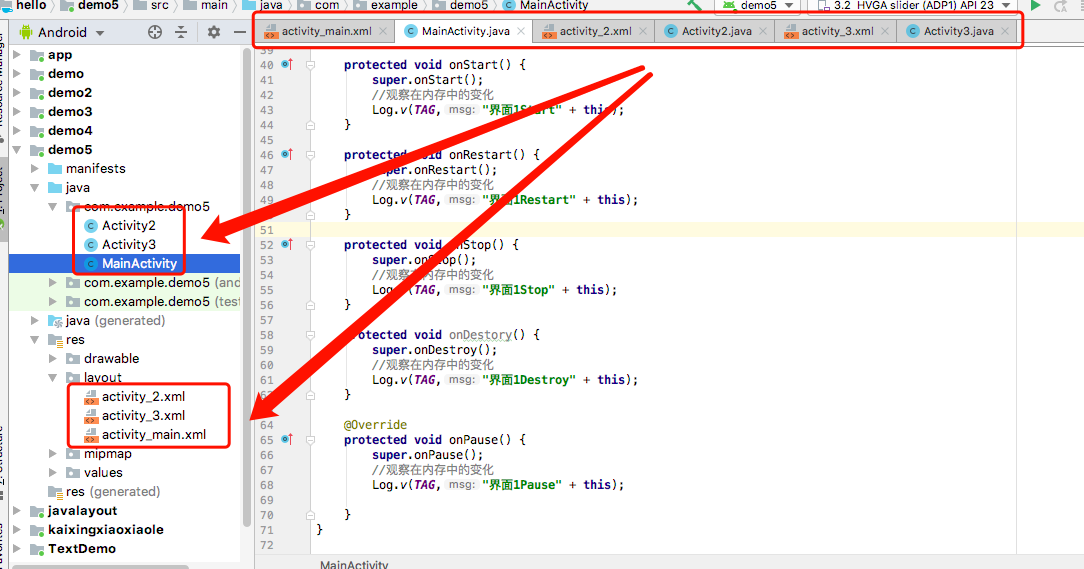 hello demo5 src main java com example demo5 MainActivity demo5 3.2 HVGA slider (ADP1) API 23
Android
activity_main.xml MainActivity.java activity_2.xml Activity2.java activity_3.xml Activity3.java
app
demo
demo2
demo3
demo4
demo5
manifests
java
com.example.demo5
Activity2
Activity3
MainActivity
com.example.demo5 (and
com.example.demo5 (test
java (generated)
res
drawable
layout
activity_2.xml
activity_3.xml
activity_main.xml
mipmap
values
res (generated)
javalayout
kaixingxiaoxiaole
TextDemo
39
40 protected void onStart() {
41 super.onStart();
42 //观察在内存中的变化
43 Log.v(TAG, msg: "界面1Start" + this);
44 }
45
46 protected void onRestart() {
47 super.onRestart();
48 //观察在内存中的变化
49 Log.v(TAG, msg: "界面1Restart" + this);
50 }
51
52 protected void onStop() {
53 super.onStop();
54 //观察在内存中的变化
55 Log.v(TAG, msg: "界面1Stop" + this);
56 }
57
58 protected void onDestory() {
59 super.onDestroy();
60 //观察在内存中的变化
61 Log.v(TAG, msg: "界面1Destroy" + this);
}
64 @Override
65 protected void onPause() {
66 super.onPause();
67 //观察在内存中的变化
68 Log.v(TAG, msg: "界面1Pause" + this);
69
70 }
71 }
72
MainActivity